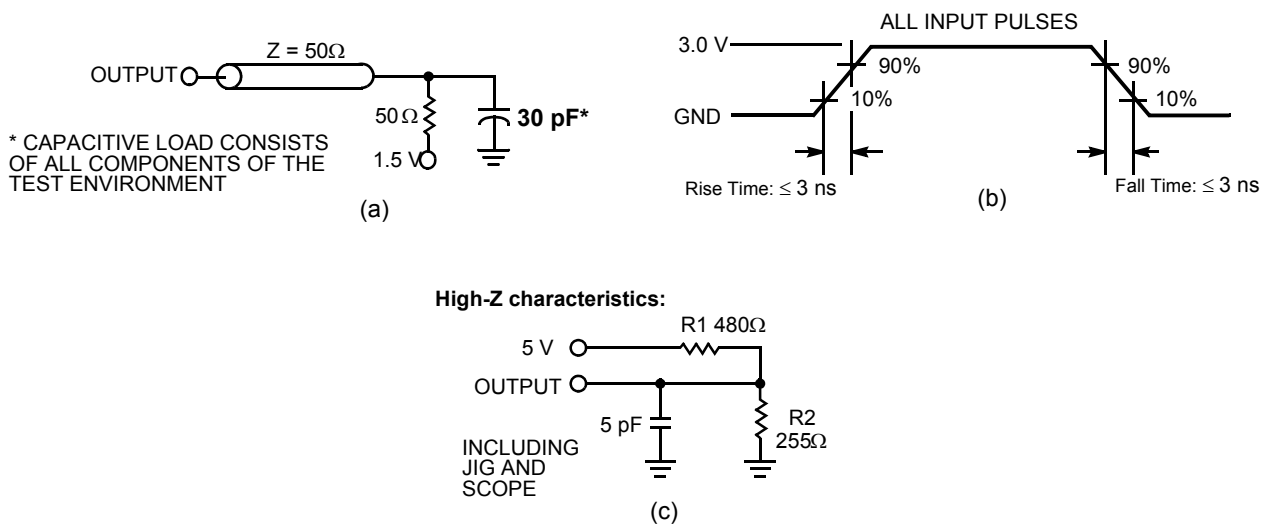 Z = 50Ω
OUTPUT
50 Ω
30 pF*
1.5 V
* CAPACITIVE LOAD CONSISTS
OF ALL COMPONENTS OF THE
TEST ENVIRONMENT
(a)
ALL INPUT PULSES
3.0 V
90%
90%
10%
10%
GND
Rise Time: ≤ 3 ns
Fall Time: ≤ 3 ns
(b)
High-Z characteristics:
R1 480Ω
5 V
OUTPUT
5 pF
R2
255Ω
INCLUDING
JIG AND
SCOPE
(c)